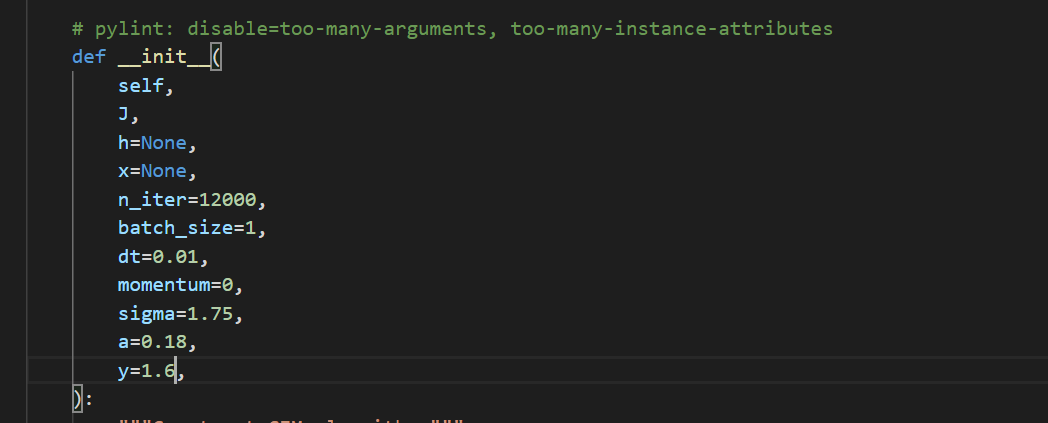 # pylint: disable=too-many-arguments, too-many-instance-attributes
def __init__(
self,
J,
h=None,
x=None,
n_iter=12000,
batch_size=1,
dt=0.01,
momentum=0,
sigma=1.75,
a=0.18,
y=1.6,
):